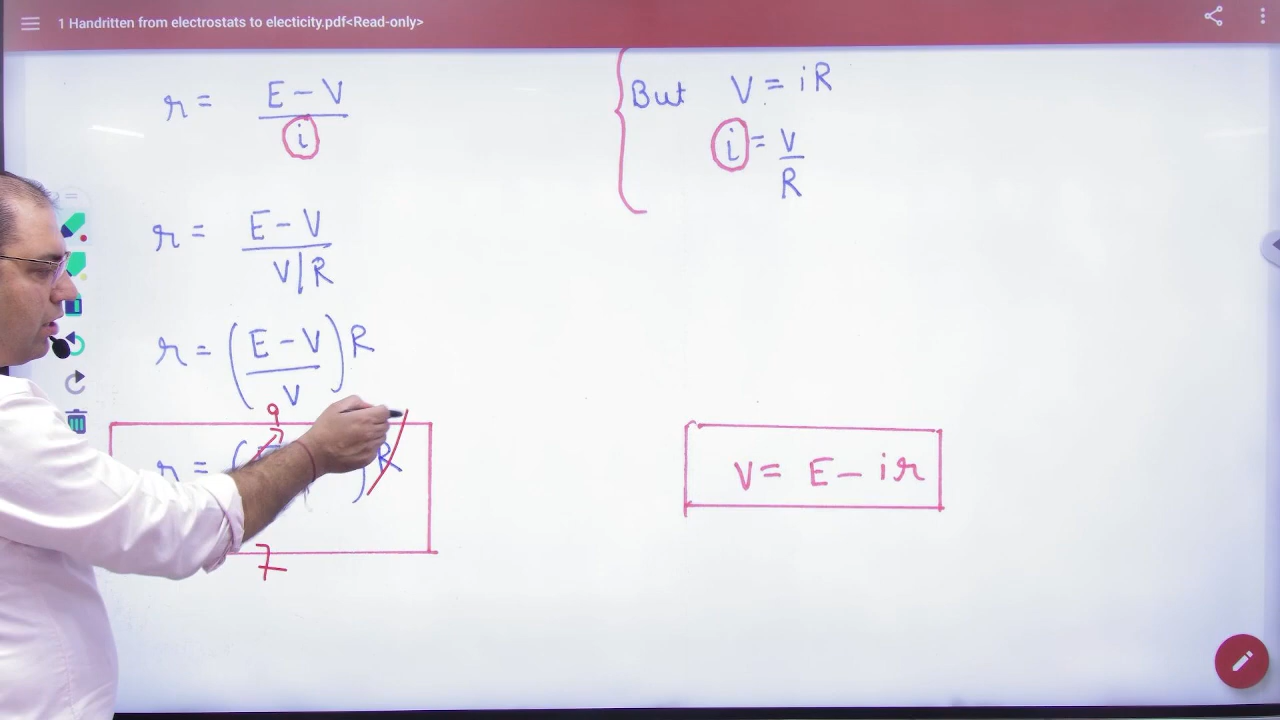 1 Handritten from electrostats to electicity.pdf<Read-only>
r = E - V / i
But V = iR
i = V / R
r = E - V / V|R
r = (E - V / V) R
9
r = ( ) R
V = E - ir
7